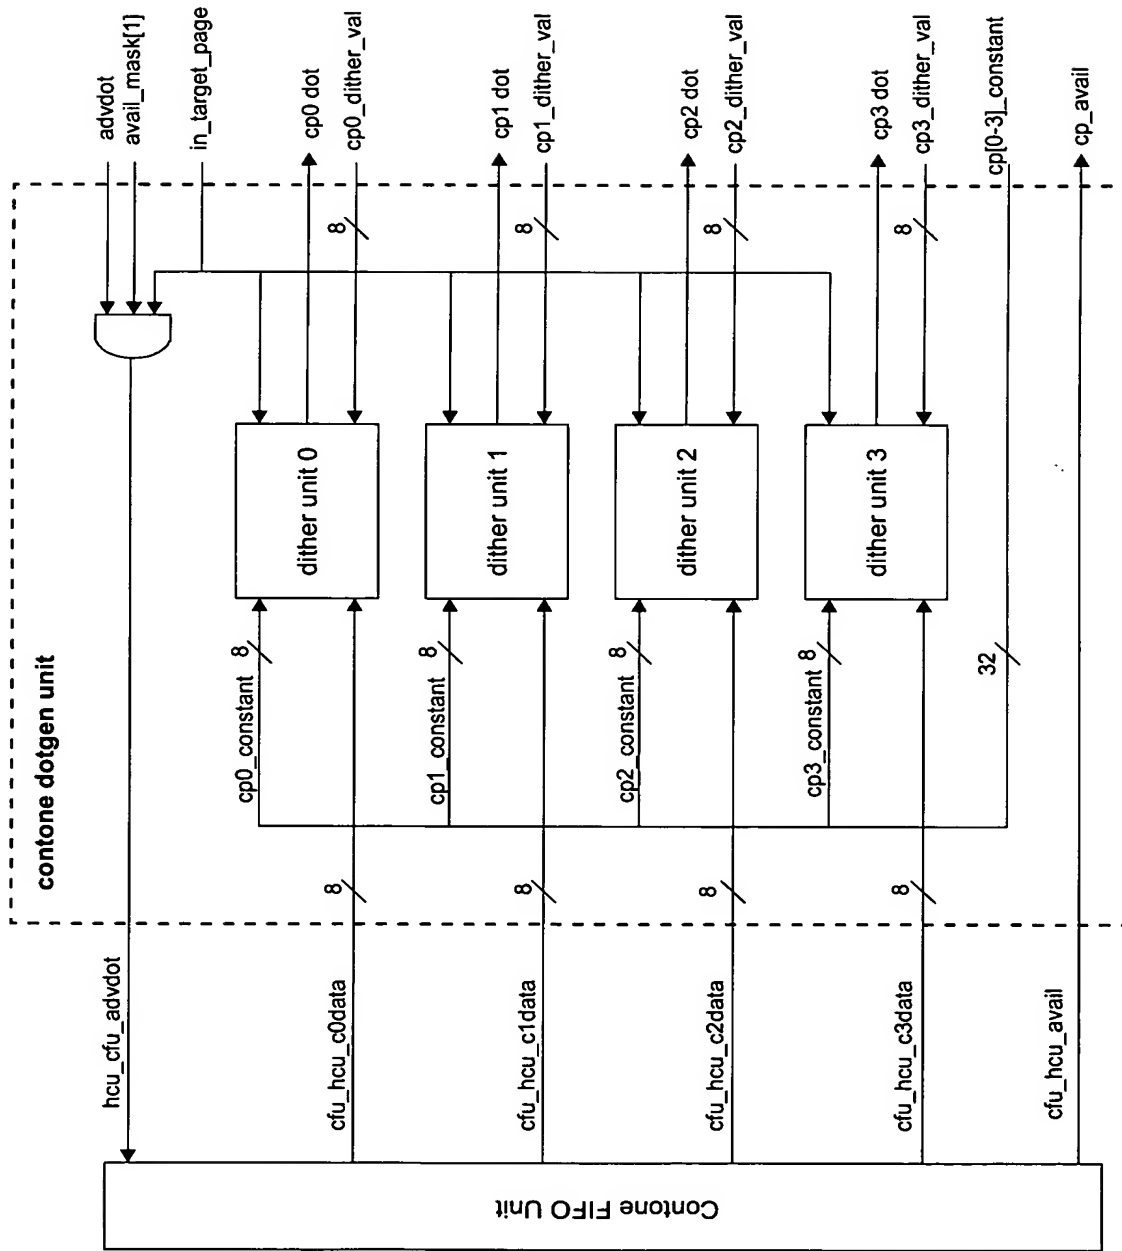 contone dotgen unit
advdot
avail_mask[1]
in_target_page
hcu_cfu_advdot
cp0_constant
8
dither unit 0
cp0 dot
8
cp0_dither_val
cfu_hcu_c0data
8
cp1_constant
8
dither unit 1
cp1 dot
8
cp1_dither_val
cfu_hcu_c1data
8
cp2_constant
8
dither unit 2
cp2 dot
8
cp2_dither_val
cfu_hcu_c2data
8
cp3_constant
8
dither unit 3
cp3 dot
8
cp3_dither_val
cfu_hcu_c3data
8
32
cp[0-3]_constant
cfu_hcu_avail
cp_avail
Contone FIFO Unit